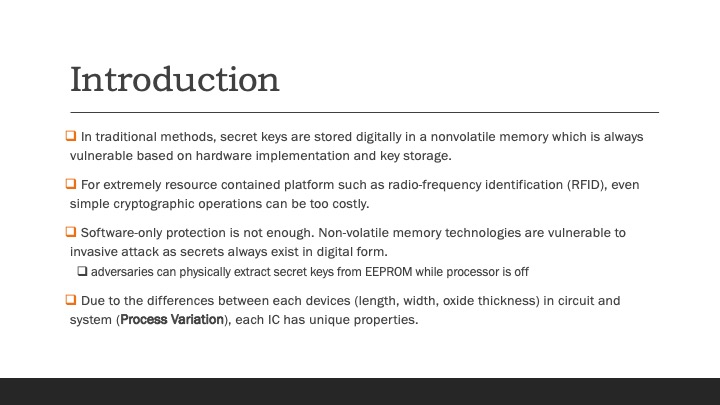 Introduction
❑ In traditional methods, secret keys are stored digitally in a nonvolatile memory which is always
vulnerable based on hardware implementation and key storage.
❑ For extremely resource contained platform such as radio-frequency identification (RFID), even
simple cryptographic operations can be too costly.
❑ Software-only protection is not enough. Non-volatile memory technologies are vulnerable to
invasive attack as secrets always exist in digital form.
❑ adversaries can physically extract secret keys from EEPROM while processor is off
❑ Due to the differences between each devices (length, width, oxide thickness) in circuit and
system (Process Variation), each IC has unique properties.